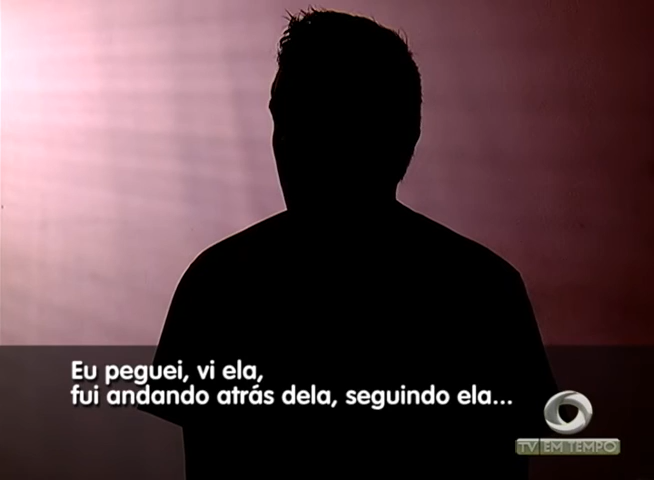 Eu peguei, vi ela,
fui andando atrás dela, seguindo ela...
TV EM TEMPO